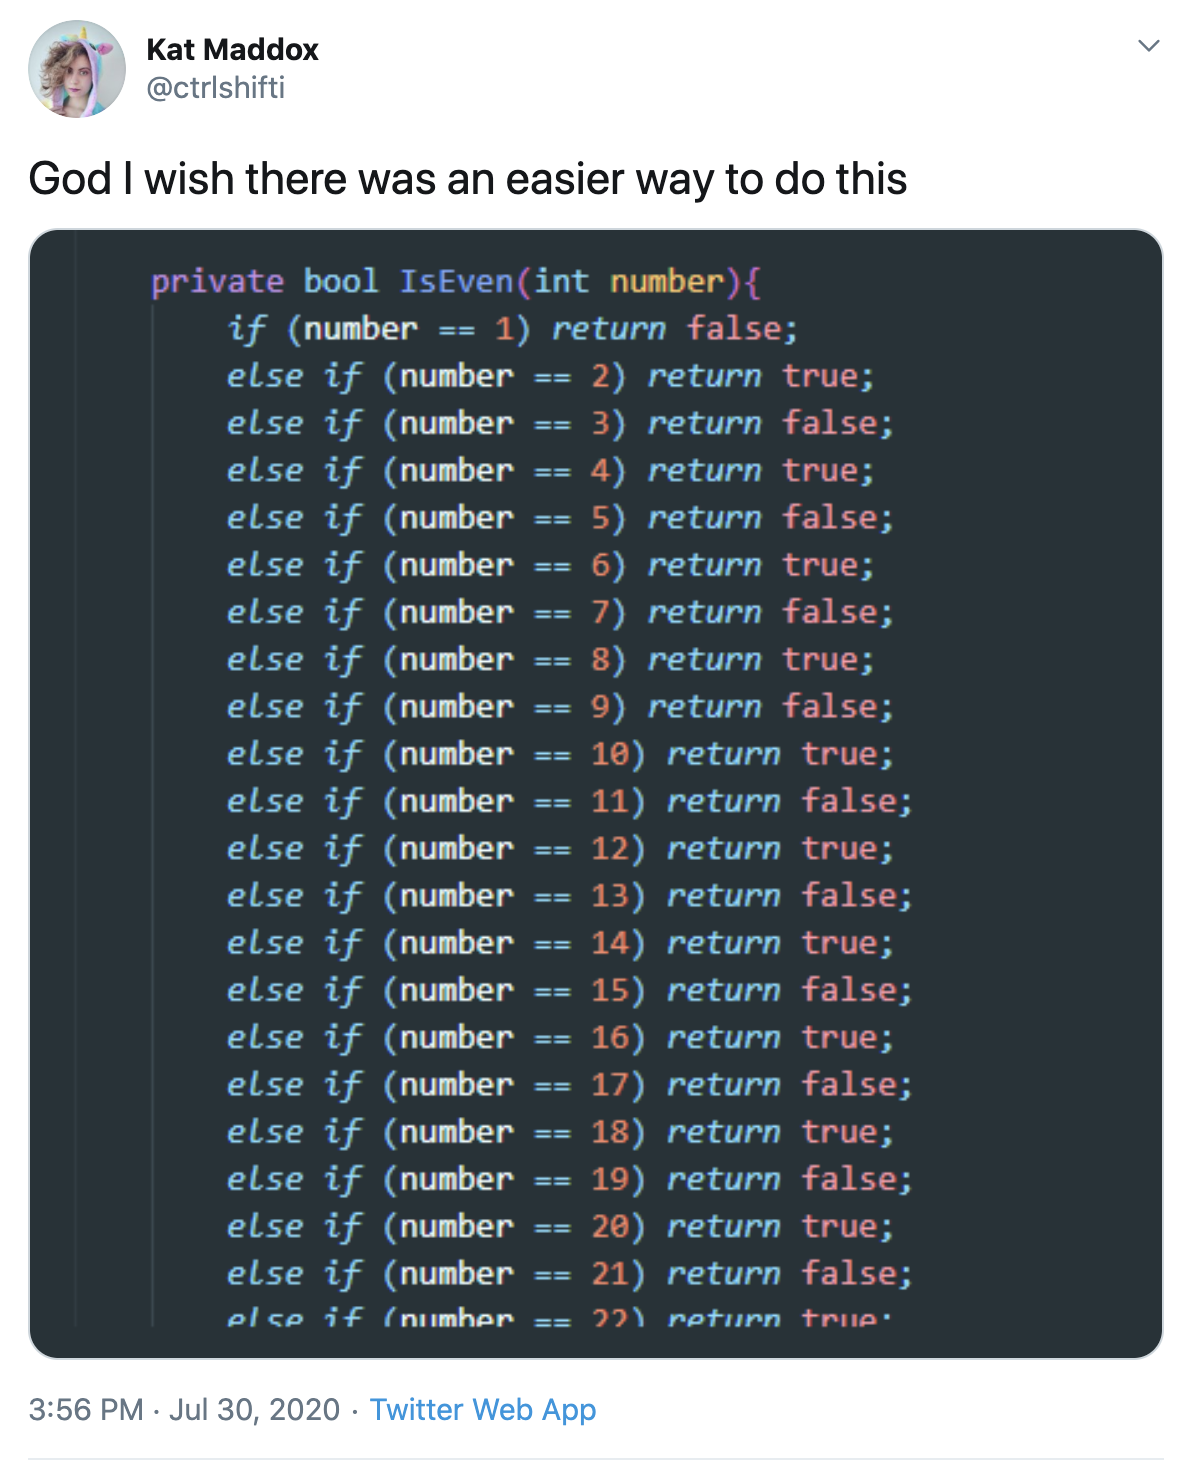 Kat Maddox
@ctrlshifti
God I wish there was an easier way to do this
private bool IsEven(int number){
if (number == 1) return false;
else if (number == 2) return true;
else if (number == 3) return false;
else if (number == 4) return true;
else if (number == 5) return false;
else if (number == 6) return true;
else if (number == 7) return false;
else if (number == 8) return true;
else if (number == 9) return false;
else if (number == 10) return true;
else if (number == 11) return false;
else if (number == 12) return true;
else if (number == 13) return false;
else if (number == 14) return true;
else if (number == 15) return false;
else if (number == 16) return true;
else if (number == 17) return false;
else if (number == 18) return true;
else if (number == 19) return false;
else if (number == 20) return true;
else if (number == 21) return false;
else if (number == 22) return true;
3:56 PM · Jul 30, 2020 · Twitter Web App